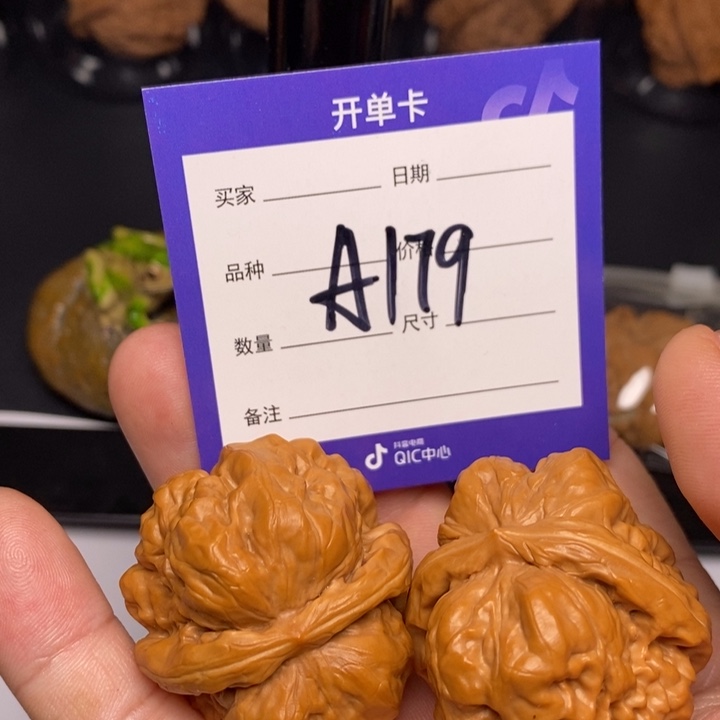 开单卡
买家 日期
品种 价格
A179
数量 尺寸
备注
抖音电商
QIC中心